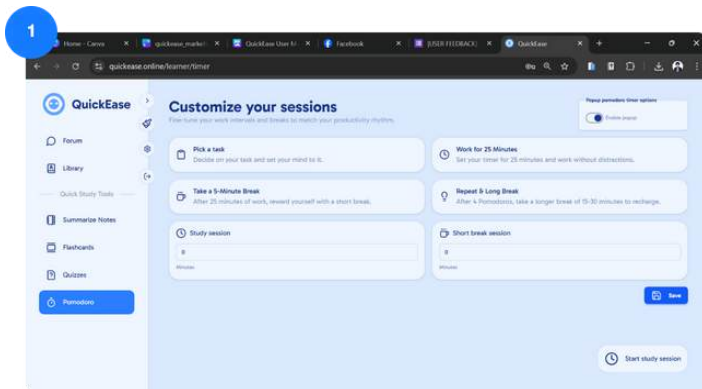 1
Home - Canva
quickease_market
QuickEase User M
Facebook
[USER FEEDBACK]
QuickEase
quickease.online/learner/timer
QuickEase
Forum
Library
Quick Study Tools
Summarize Notes
Flashcards
Quizzes
Pomodoro
Customize your sessions
Fine-tune your work intervals and breaks to match your productivity rhythm.
Popup pomodoro timer options
Enable popup
Pick a task
Decide on your task and set your mind to it.
Work for 25 Minutes
Set your timer for 25 minutes and work without distractions.
Take a 5-Minute Break
After 25 minutes of work, reward yourself with a short break.
Repeat & Long Break
After 4 Pomodoros, take a longer break of 15-30 minutes to recharge.
Study session
0
Minutes
Short break session
0
Minutes
Save
Start study session